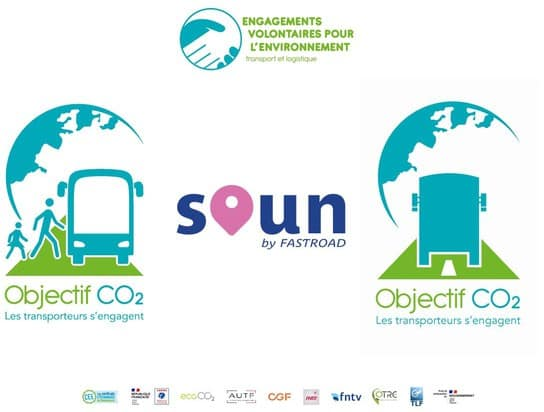 ENGAGEMENTS
VOLONTAIRES POUR
L'ENVIRONNEMENT
transport et logistique
soun
by FASTROAD
Objectif CO2
Les transporteurs s'engagent
Objectif CO2
Les transporteurs s'engagent
CEE
ecoCO2
AUTF
CGF
fntv
OTRE
TLF